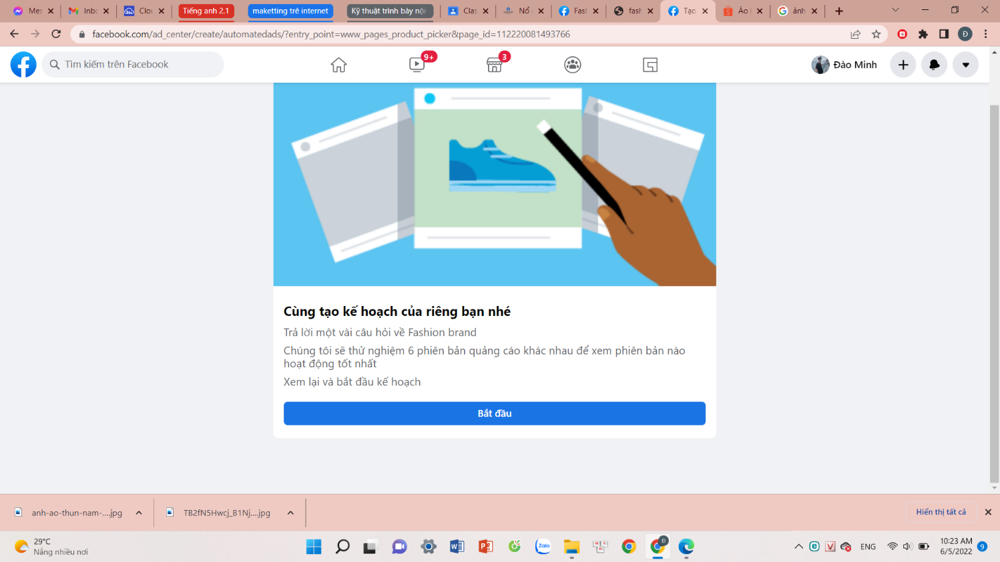 Mes
Inbo
Clou
Tiếng anh 2.1
maketting trê internet
Kỹ thuật trình bày nội
Clas
Nổ
Fash
fash
Tạo
Áo
ảnh
facebook.com/ad_center/create/automatedads/?entry_point=www_pages_product_picker&page_id=112220081493766
Đ
Tìm kiếm trên Facebook
9+
3
Đào Minh
Cùng tạo kế hoạch của riêng bạn nhé
Trả lời một vài câu hỏi về Fashion brand
Chúng tôi sẽ thử nghiệm 6 phiên bản quảng cáo khác nhau để xem phiên bản nào
hoạt động tốt nhất
Xem lại và bắt đầu kế hoạch
Bắt đầu
anh-ao-thun-nam-....jpg
TB2fN5Hwcj_B1Nj....jpg
Hiển thị tất cả
29°C
Nắng nhiều nơi
Zalo
ENG
10:23 AM
6/5/2022
9